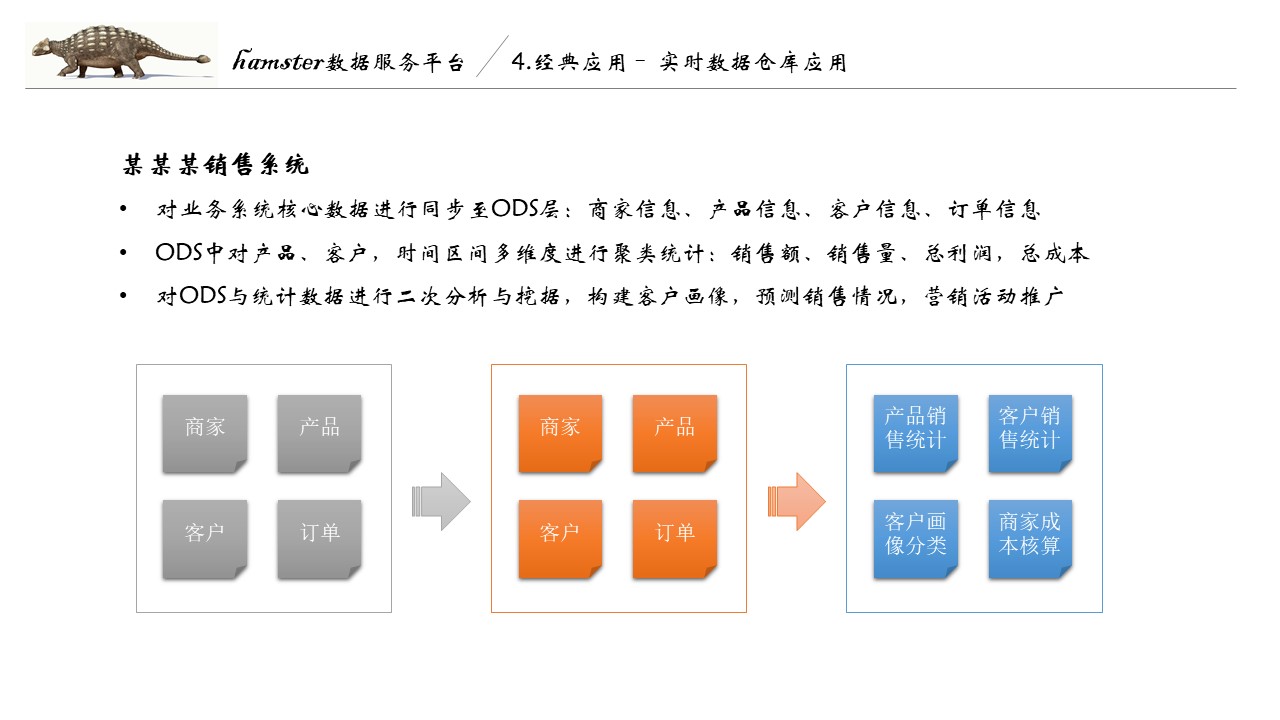 hamster数据服务平台
4.经典应用 – 实时数据仓库应用
某某某销售系统
• 对业务系统核心数据进行同步至ODS层：商家信息、产品信息、客户信息、订单信息
• ODS中对产品、客户，时间区间多维度进行聚类统计：销售额、销售量、总利润，总成本
• 对ODS与统计数据进行二次分析与挖据，构建客户画像，预测销售情况，营销活动推广
商家
产品
客户
订单
商家
产品
客户
订单
产品销
售统计
客户销
售统计
客户画
像分类
商家成
本核算